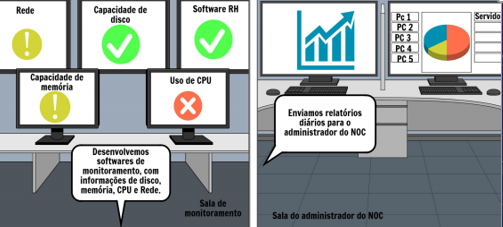 Rede
Capacidade de
disco
Software RH
Capacidade de
memória
Uso de CPU
Desenvolvemos
softwares de
monitoramento, com
informações de disco,
memória, CPU e Rede.
Sala de
monitoramento
Pc 1
Pc 2
Pc 3
Pc 4
PC 5
Servido
Enviamos relatórios
diários para o
administrador do NOC
Sala do administrador do NOC